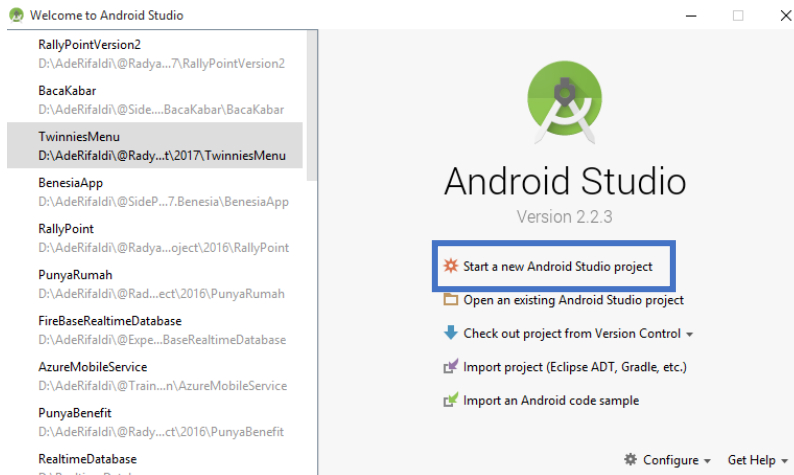 Welcome to Android Studio
RallyPointVersion2
D:\AdeRifaldi\@Radya...7\RallyPointVersion2
BacaKabar
D:\AdeRifaldi\@Side....BacaKabar\BacaKabar
TwinniesMenu
D:\AdeRifaldi\@Rady...t\2017\TwinniesMenu
BenesiaApp
D:\AdeRifaldi\@SideP...7.Benesia\BenesiaApp
RallyPoint
D:\AdeRifaldi\@Radya...oject\2016\RallyPoint
PunyaRumah
D:\AdeRifaldi\@Rad...ect\2016\PunyaRumah
FireBaseRealtimeDatabase
D:\AdeRifaldi\@Expe...BaseRealtimeDatabase
AzureMobileService
D:\AdeRifaldi\@Train...n\AzureMobileService
PunyaBenefit
D:\AdeRifaldi\@Rady...ct\2016\PunyaBenefit
RealtimeDatabase
Android Studio
Version 2.2.3
Start a new Android Studio project
Open an existing Android Studio project
Check out project from Version Control
Import project (Eclipse ADT, Gradle, etc.)
Import an Android code sample
Configure
Get Help